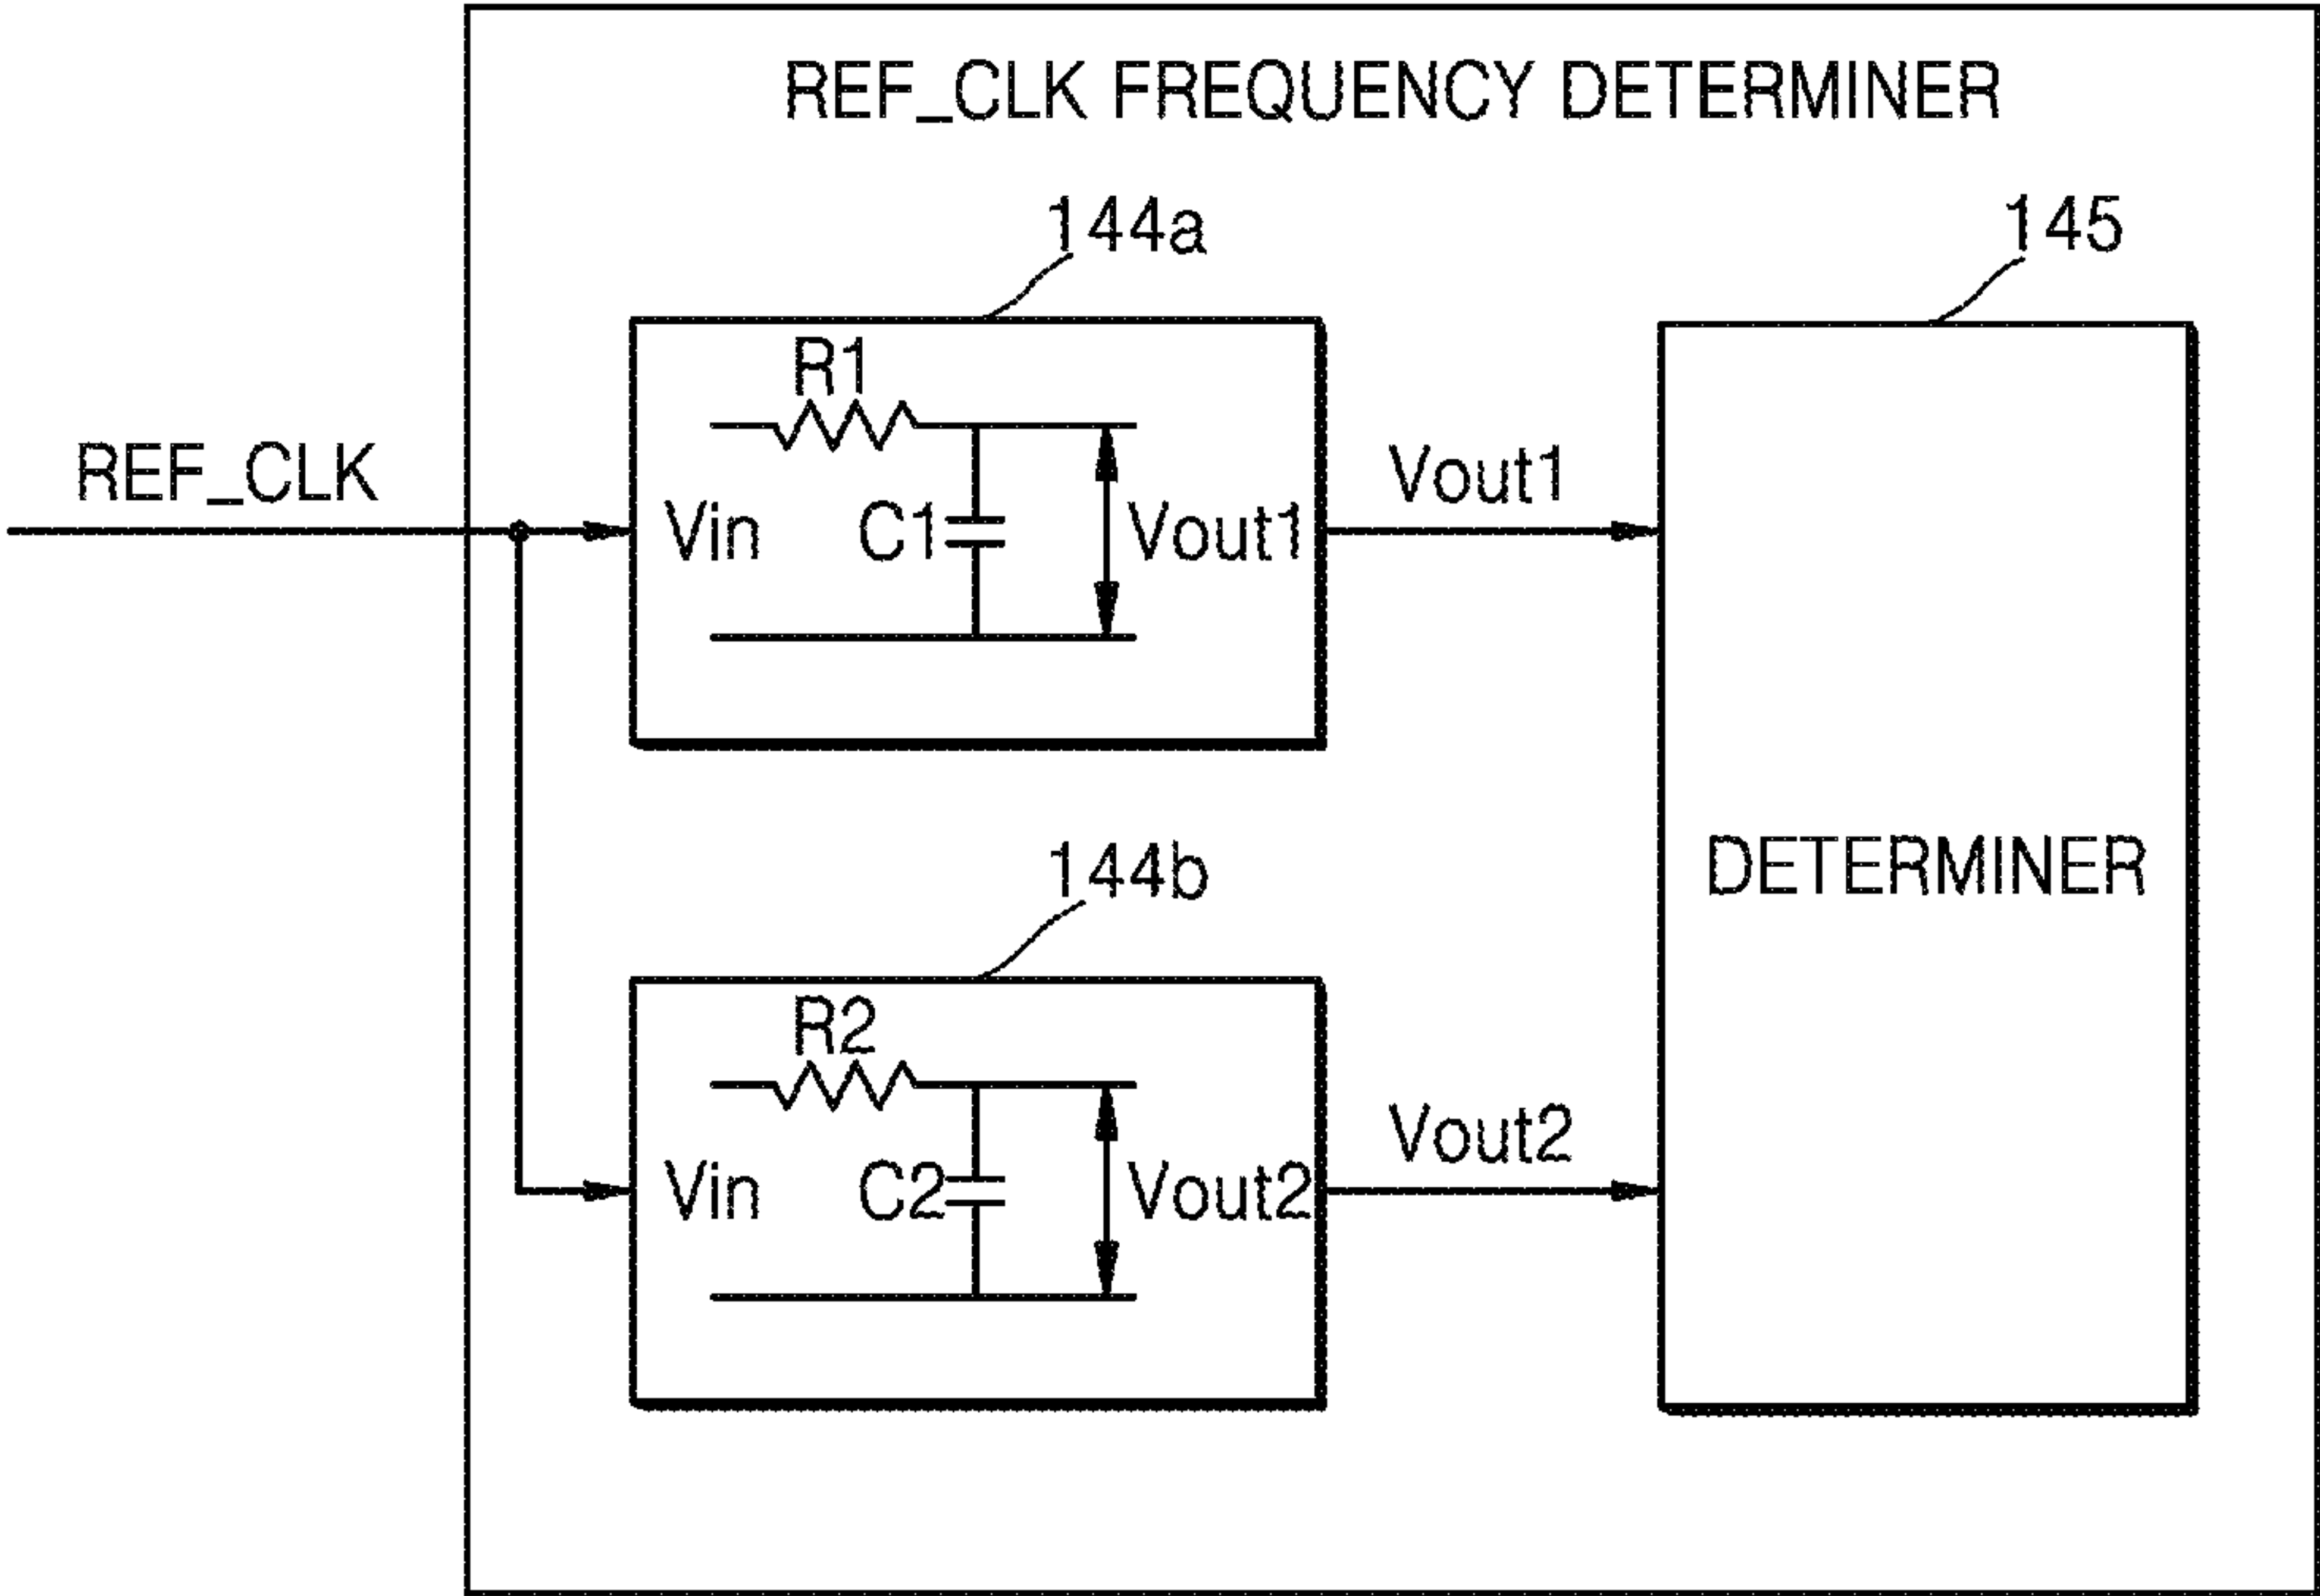 REF_CLK FREQUENCY DETERMINER
144a
145
R1
REF_CLK
Vin
C1
Vout1
Vout1
DETERMINER
144b
R2
Vin
C2
Vout2
Vout2